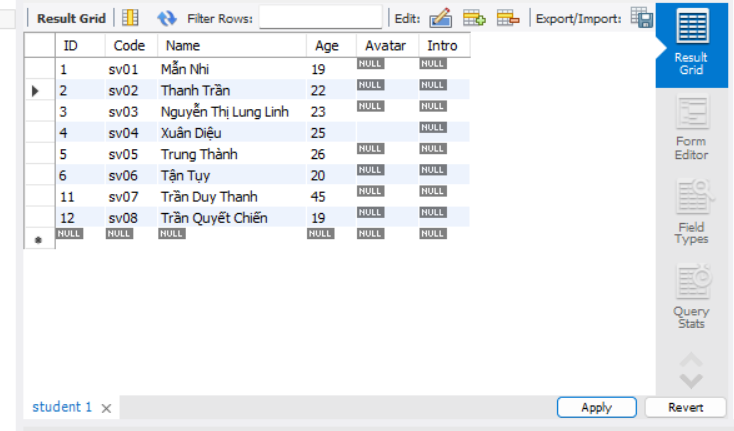 Result Grid Filter Rows: Edit: Export/Import:
ID Code Name Age Avatar Intro
1 sv01 Mẫn Nhi 19 NULL NULL
2 sv02 Thanh Trần 22 NULL NULL
3 sv03 Nguyễn Thị Lung Linh 23 NULL NULL
4 sv04 Xuân Diệu 25 NULL
5 sv05 Trung Thành 26 NULL NULL
6 sv06 Tận Tụy 20 NULL NULL
11 sv07 Trần Duy Thanh 45 NULL NULL
12 sv08 Trần Quyết Chiến 19 NULL NULL
NULL NULL NULL NULL NULL NULL
Result
Grid
Form
Editor
Field
Types
Query
Stats
student 1 Apply Revert